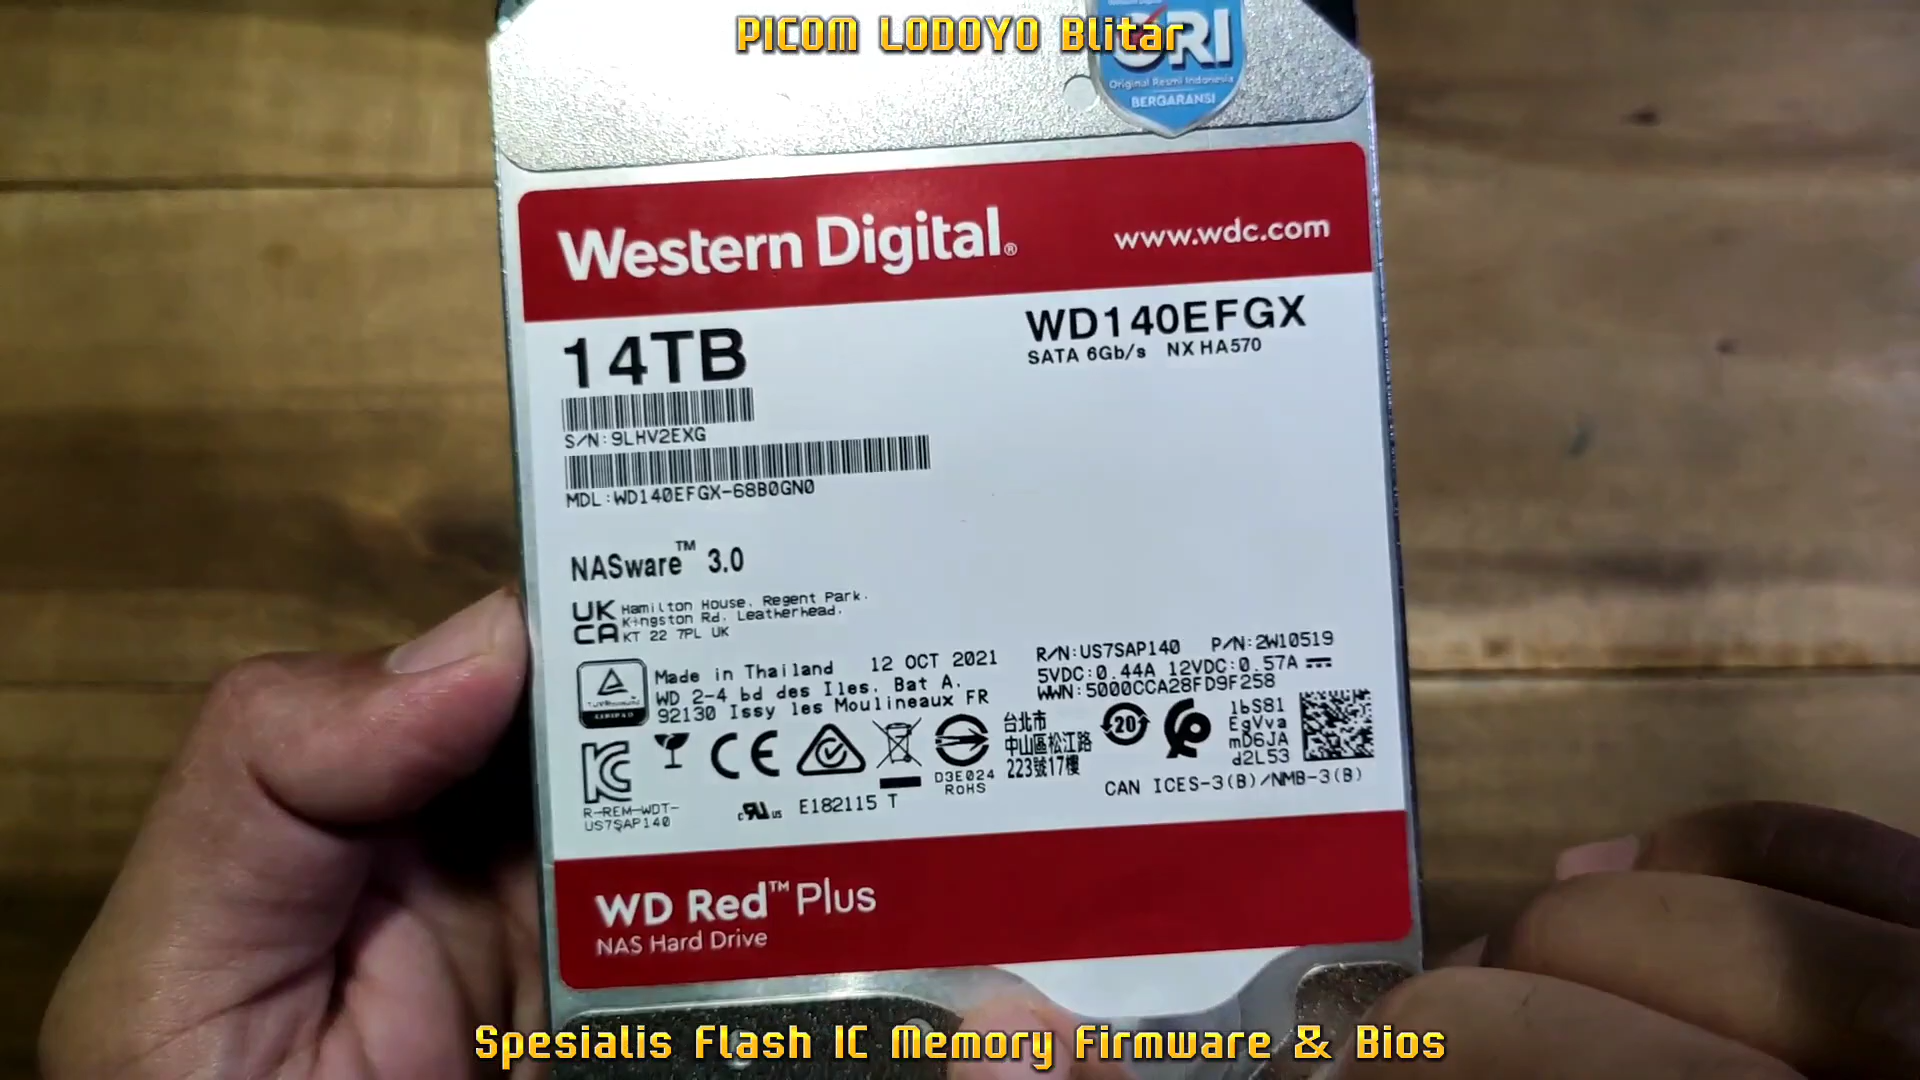 PICOM LODOYO Blitar
ORI
Original Resmi Indonesia
BERGARANSI
Western Digital®
www.wdc.com
14TB
WD140EFGX
SATA 6Gb/s NX HA570
S/N:9LHV2EXG
MDL:WD140EFGX-68B0GN0
NASware™ 3.0
UK CA
Hamilton House, Regent Park.
Kingston Rd, Leatherhead,
KT 22 7PL UK
Made in Thailand 12 OCT 2021
WD 2-4 bd des Iles, Bat A,
92130 Issy les Moulineaux FR
R/N:US7SAP140 P/N:2W10519
5VDC:0.44A 12VDC:0.57A
WWN:5000CCA28FD9F258
R-REM-WDT-
US7SAP140
CE
c RU us E182115 T
D3E024
RoHS
台北市
中山區松江路
223號17樓
20
1bS81
EgVva
mD6JA
d2L53
CAN ICES-3(B)/NMB-3(B)
WD Red™ Plus
NAS Hard Drive
Spesialis Flash IC Memory Firmware & Bios